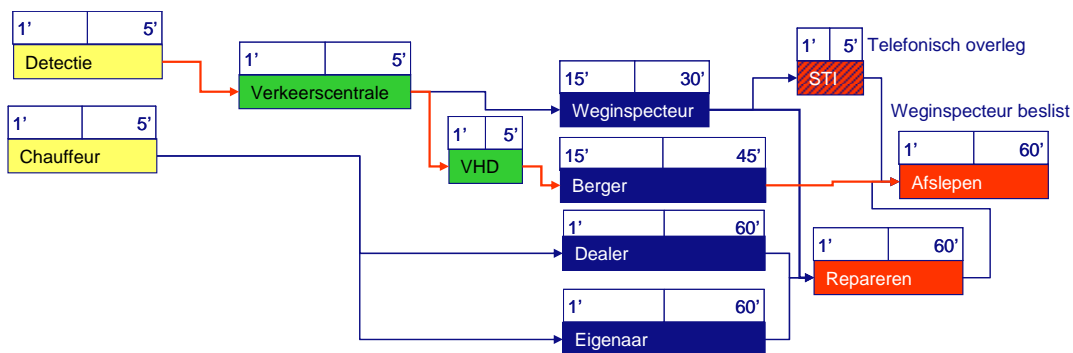 1’ 5’
Detectie
1’ 5’
Chauffeur
1’ 5’
Verkeerscentrale
1’ 5’
VHD
15’ 30’
Weginspecteur
15’ 45’
Berger
1’ 60’
Dealer
1’ 60’
Eigenaar
1’ 5’
STI
Telefonisch overleg
Weginspecteur beslist
1’ 60’
Afslepen
1’ 60’
Repareren